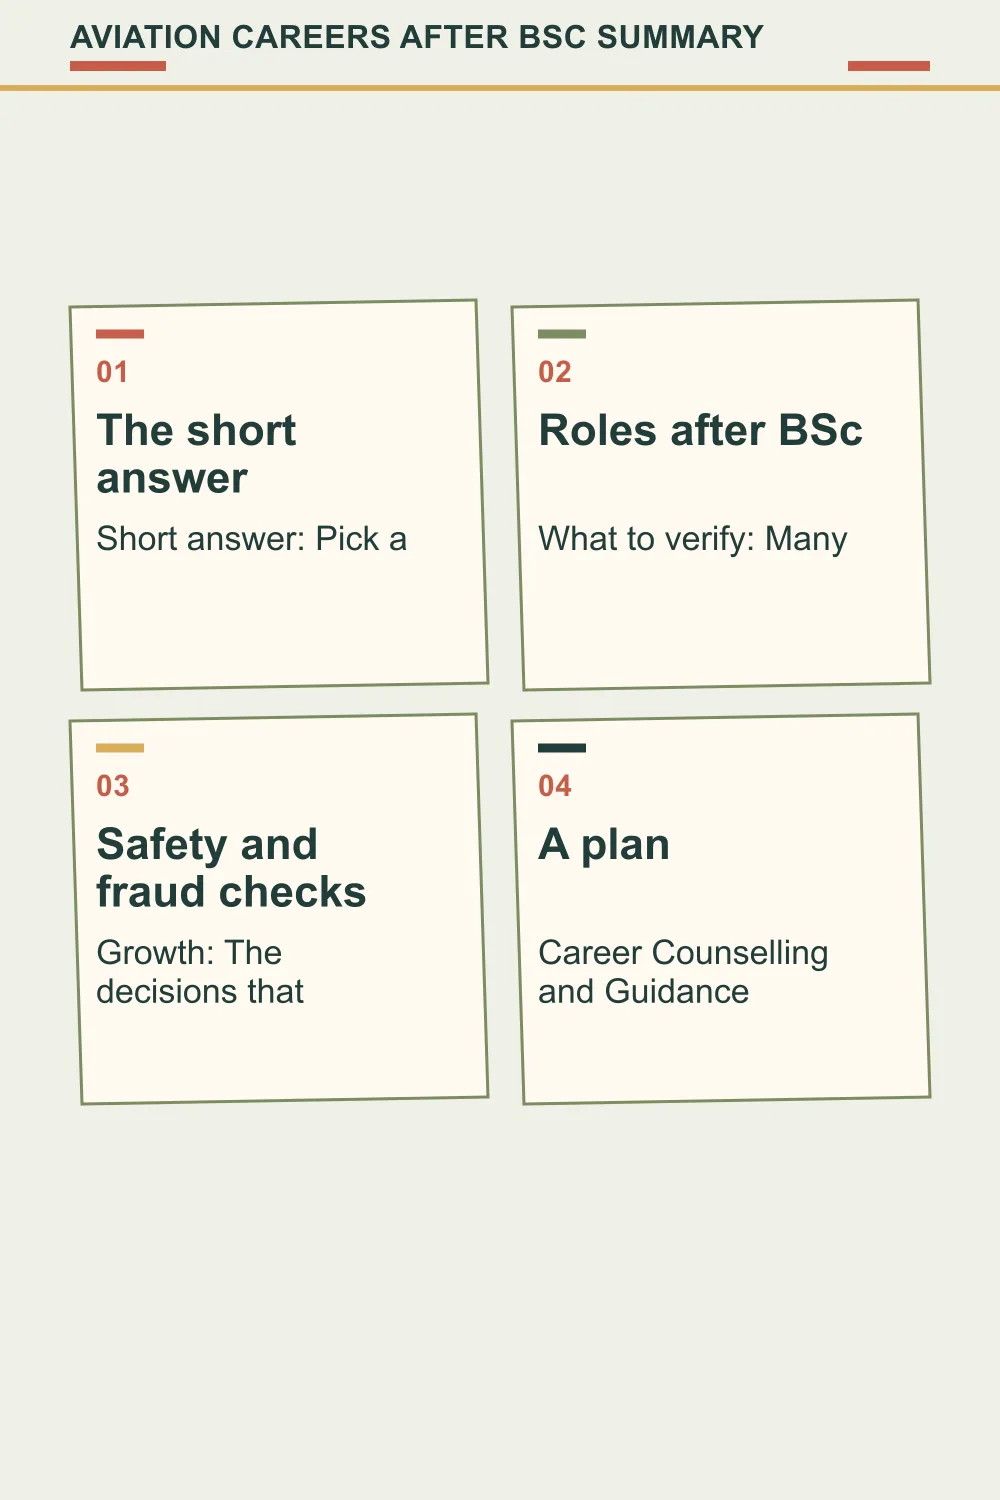 AVIATION CAREERS AFTER BSC SUMMARY
01
The short
answer
Short answer: Pick a
02
Roles after BSc
What to verify: Many
03
Safety and
fraud checks
Growth: The
decisions that
04
A plan
Career Counselling
and Guidance